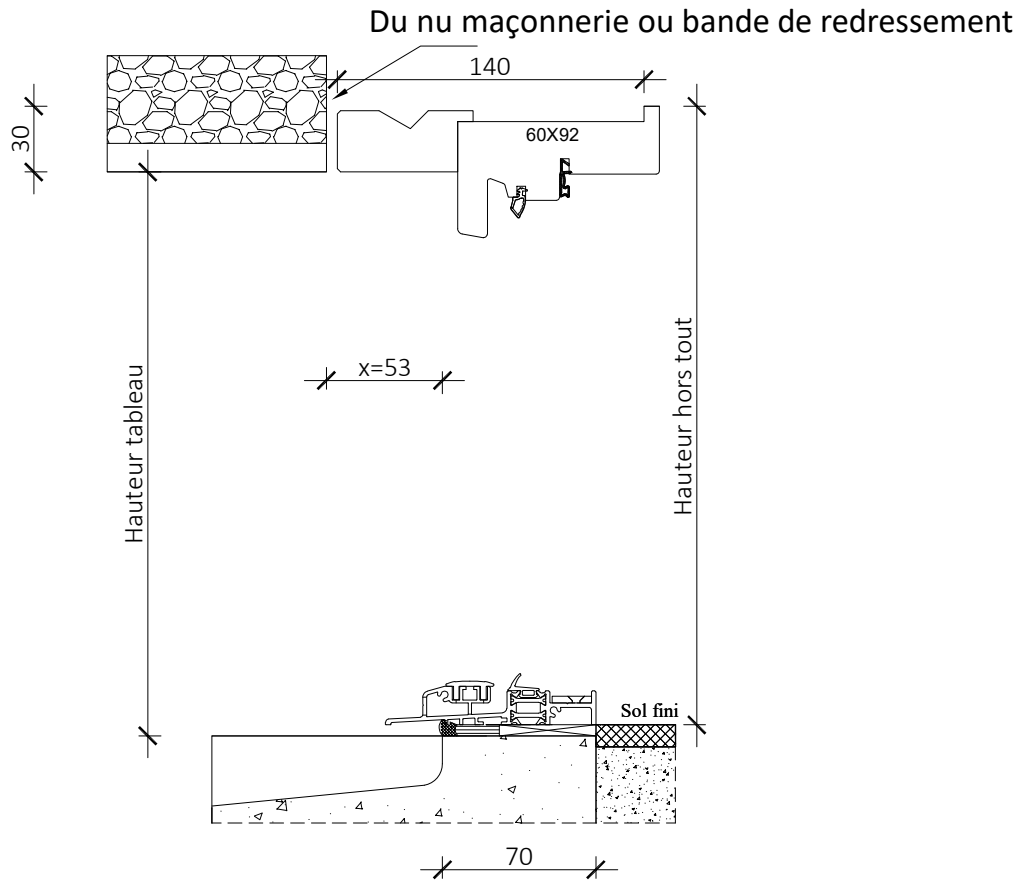 Du nu maçonnerie ou bande de redressement
140
30
60X92
Hauteur tableau
x=53
Hauteur hors tout
Sol fini
70